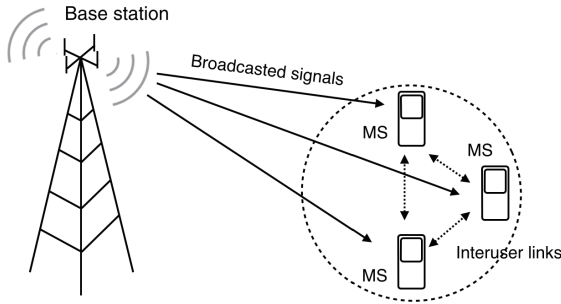 Base station
Broadcasted signals
MS
MS
Interuser links
MS